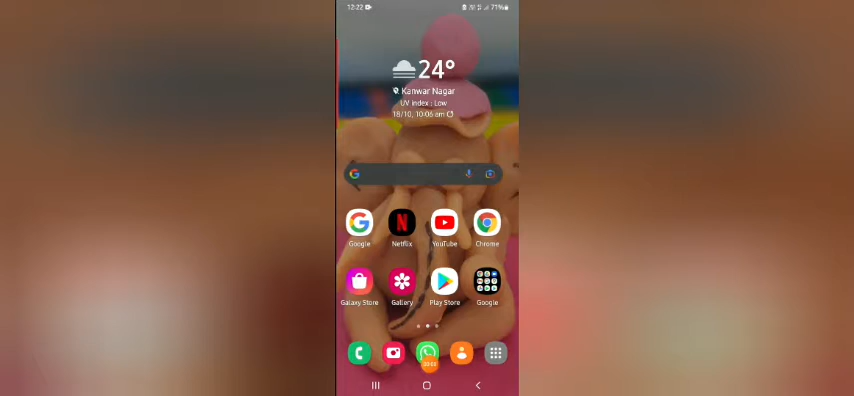 12:22 71%
24°
Kanwar Nagar
UV index : Low
18/10, 10:06 am
Google Netflix YouTube Chrome
Galaxy Store Gallery Play Store Google